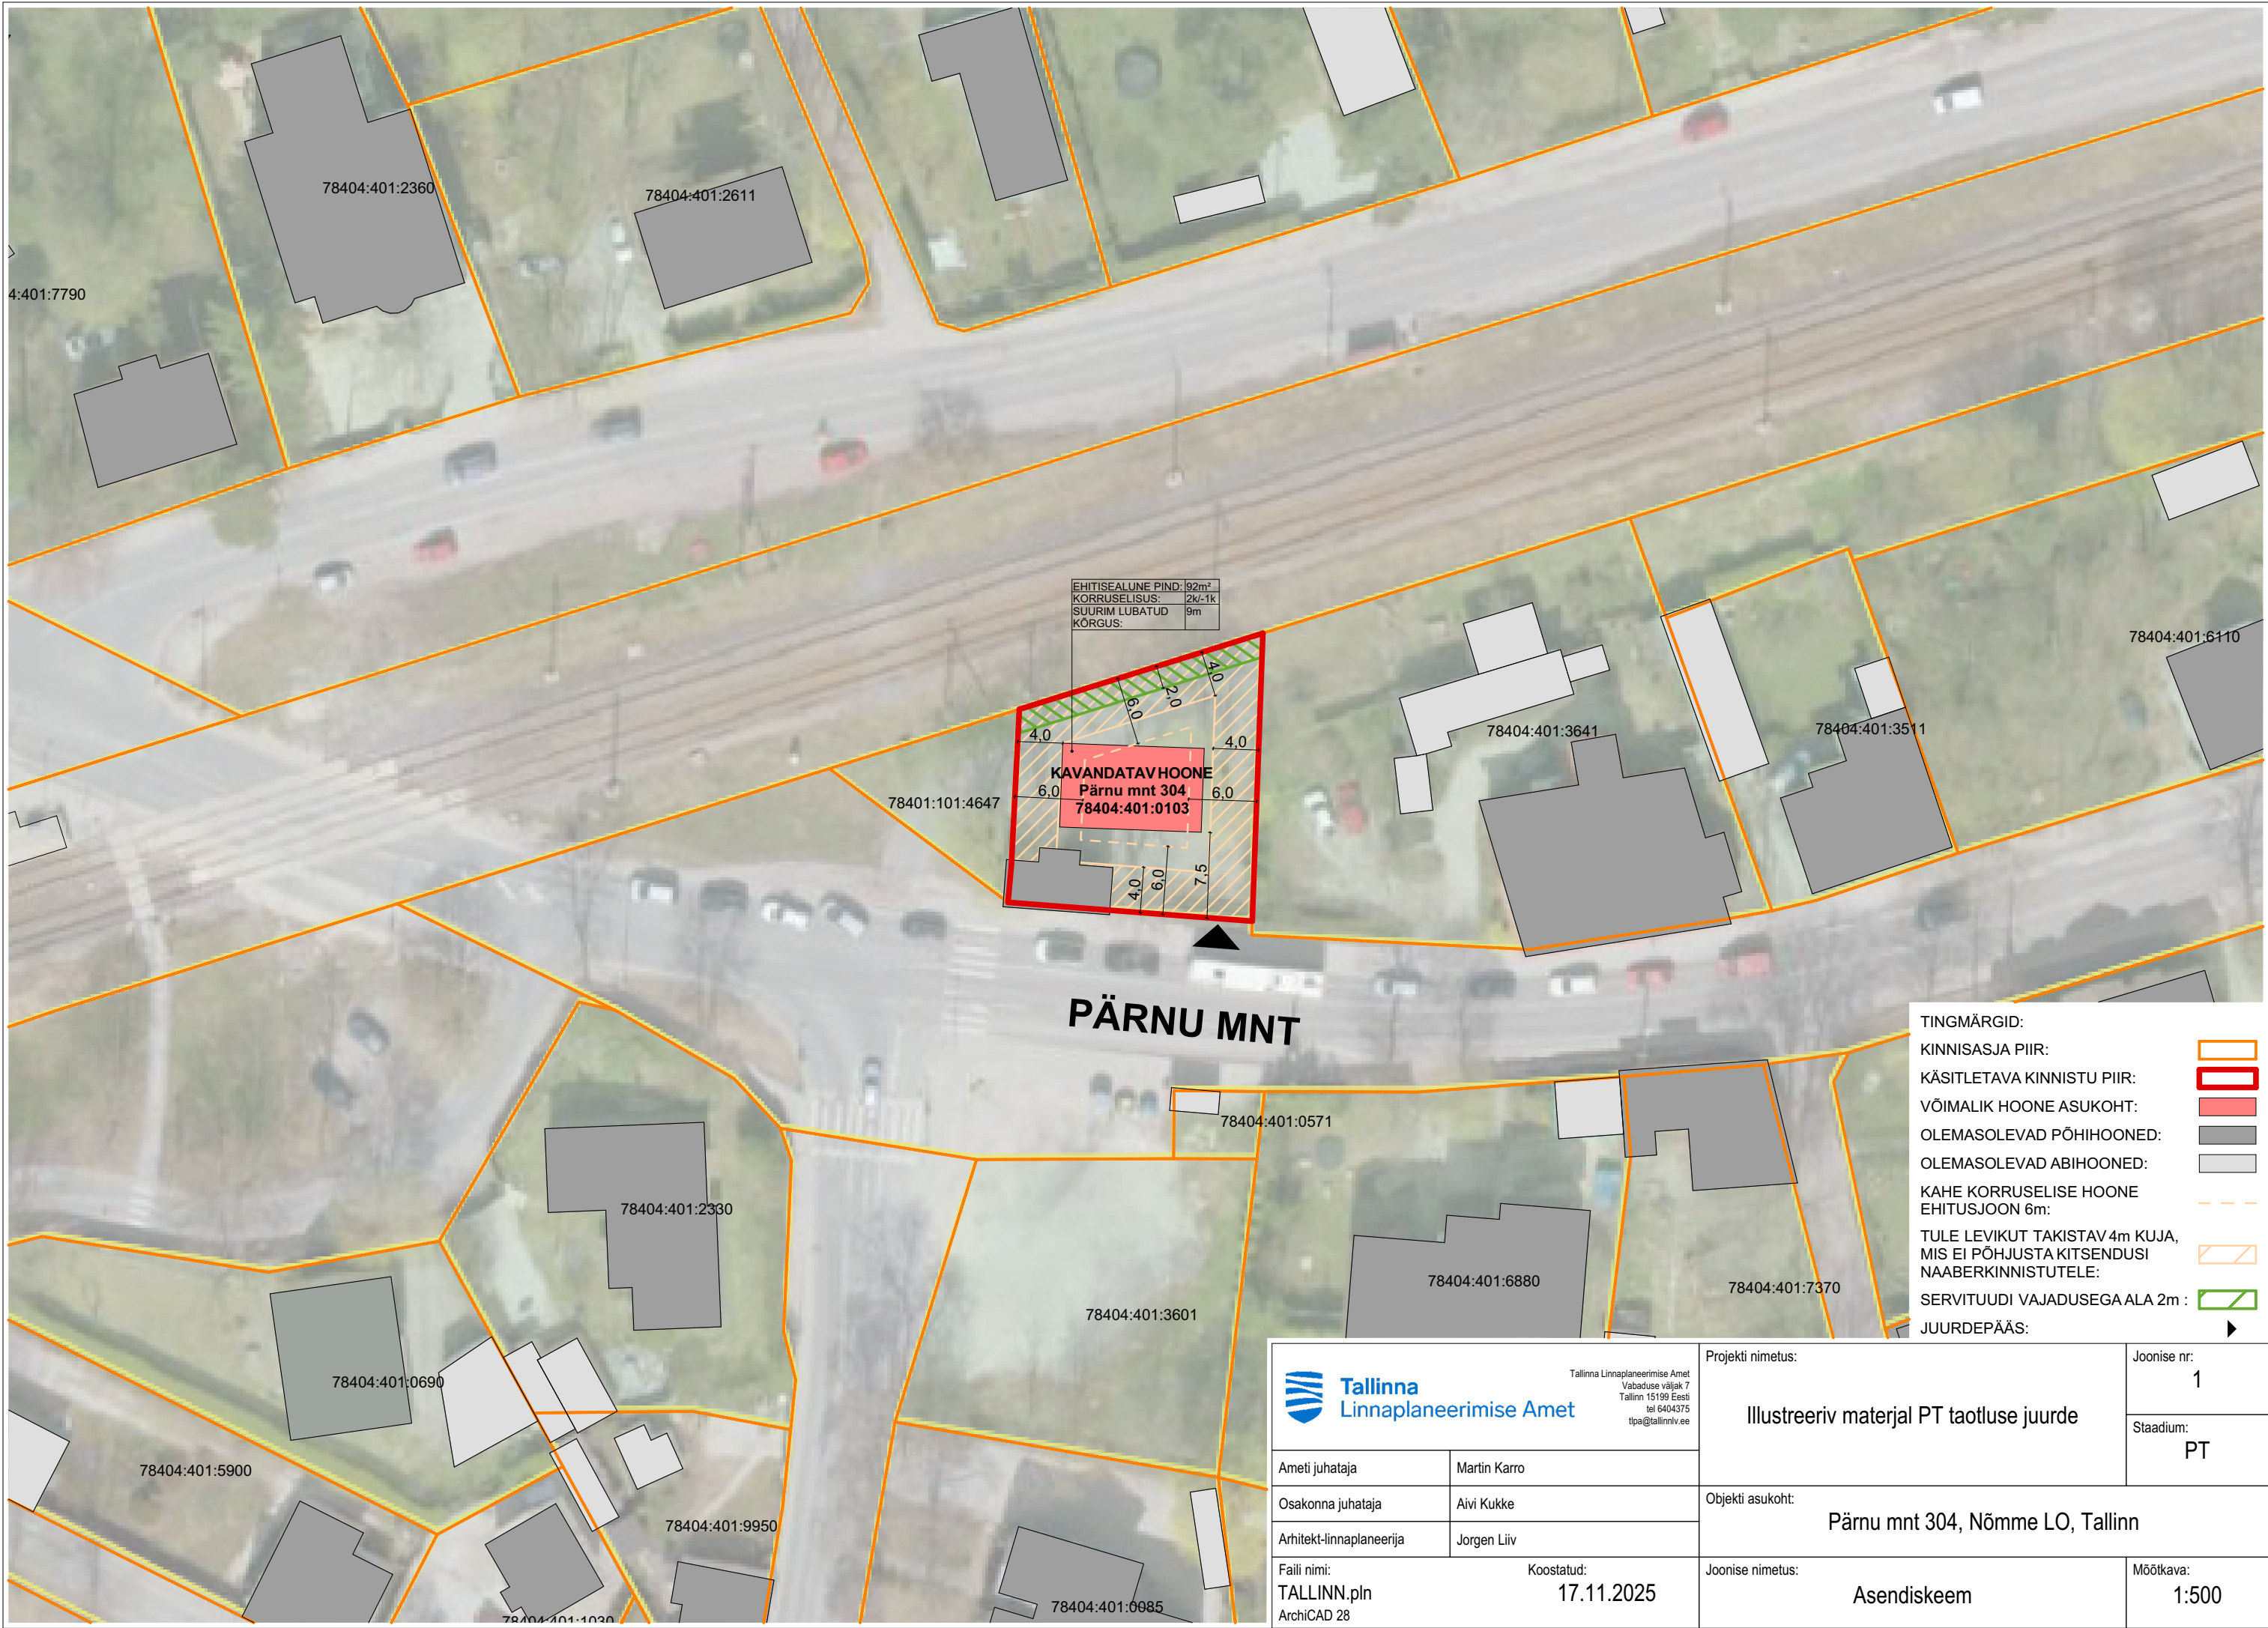 78404:401:2360
78404:401:2611
4:401:7790
EHITISEALUNE PIND: 92m²
KORRUSELISUS: 2k/-1k
SUURIM LUBATUD KÕRGUS: 9m
78404:401:6110
4,0
2,0
6,0
4,0
4,0
78404:401:3641
78404:401:3511
KAVANDATAV HOONE
Pärnu mnt 304
78404:401:0103
6,0
6,0
78401:101:4647
4,0
6,0
7,5
PÄRNU MNT
78404:401:0571
78404:401:2330
78404:401:6880
78404:401:7370
78404:401:3601
78404:401:0690
78404:401:5900
78404:401:9950
78404:401:1030
78404:401:0085
TINGMÄRGID:
KINNISASJA PIIR:
KÄSITLETAVA KINNISTU PIIR:
VÕIMALIK HOONE ASUKOHT:
OLEMASOLEVAD PÕHIHOONED:
OLEMASOLEVAD ABIHOONED:
KAHE KORRUSELISE HOONE
EHITUSJOON 6m:
TULE LEVIKUT TAKISTAV 4m KUJA,
MIS EI PÕHJUSTA KITSENDUSI
NAABERKINNISTUTELE:
SERVITUUDI VAJADUSEGA ALA 2m :
JUURDEPÄÄS:
Tallinna
Linnaplaneerimise Amet
Tallinna Linnaplaneerimise Amet
Vabaduse väljak 7
Tallinn 15199 Eesti
tel 6404375
tlpa@tallinnlv.ee
Projekti nimetus:
Illustreeriv materjal PT taotluse juurde
Joonise nr:
1
Staadium:
PT
Ameti juhataja Martin Karro
Osakonna juhataja Aivi Kukke
Arhitekt-linnaplaneerija Jorgen Liiv
Objekti asukoht:
Pärnu mnt 304, Nõmme LO, Tallinn
Faili nimi:
TALLINN.pln
ArchiCAD 28
Koostatud:
17.11.2025
Joonise nimetus:
Asendiskeem
Mõõtkava:
1:500